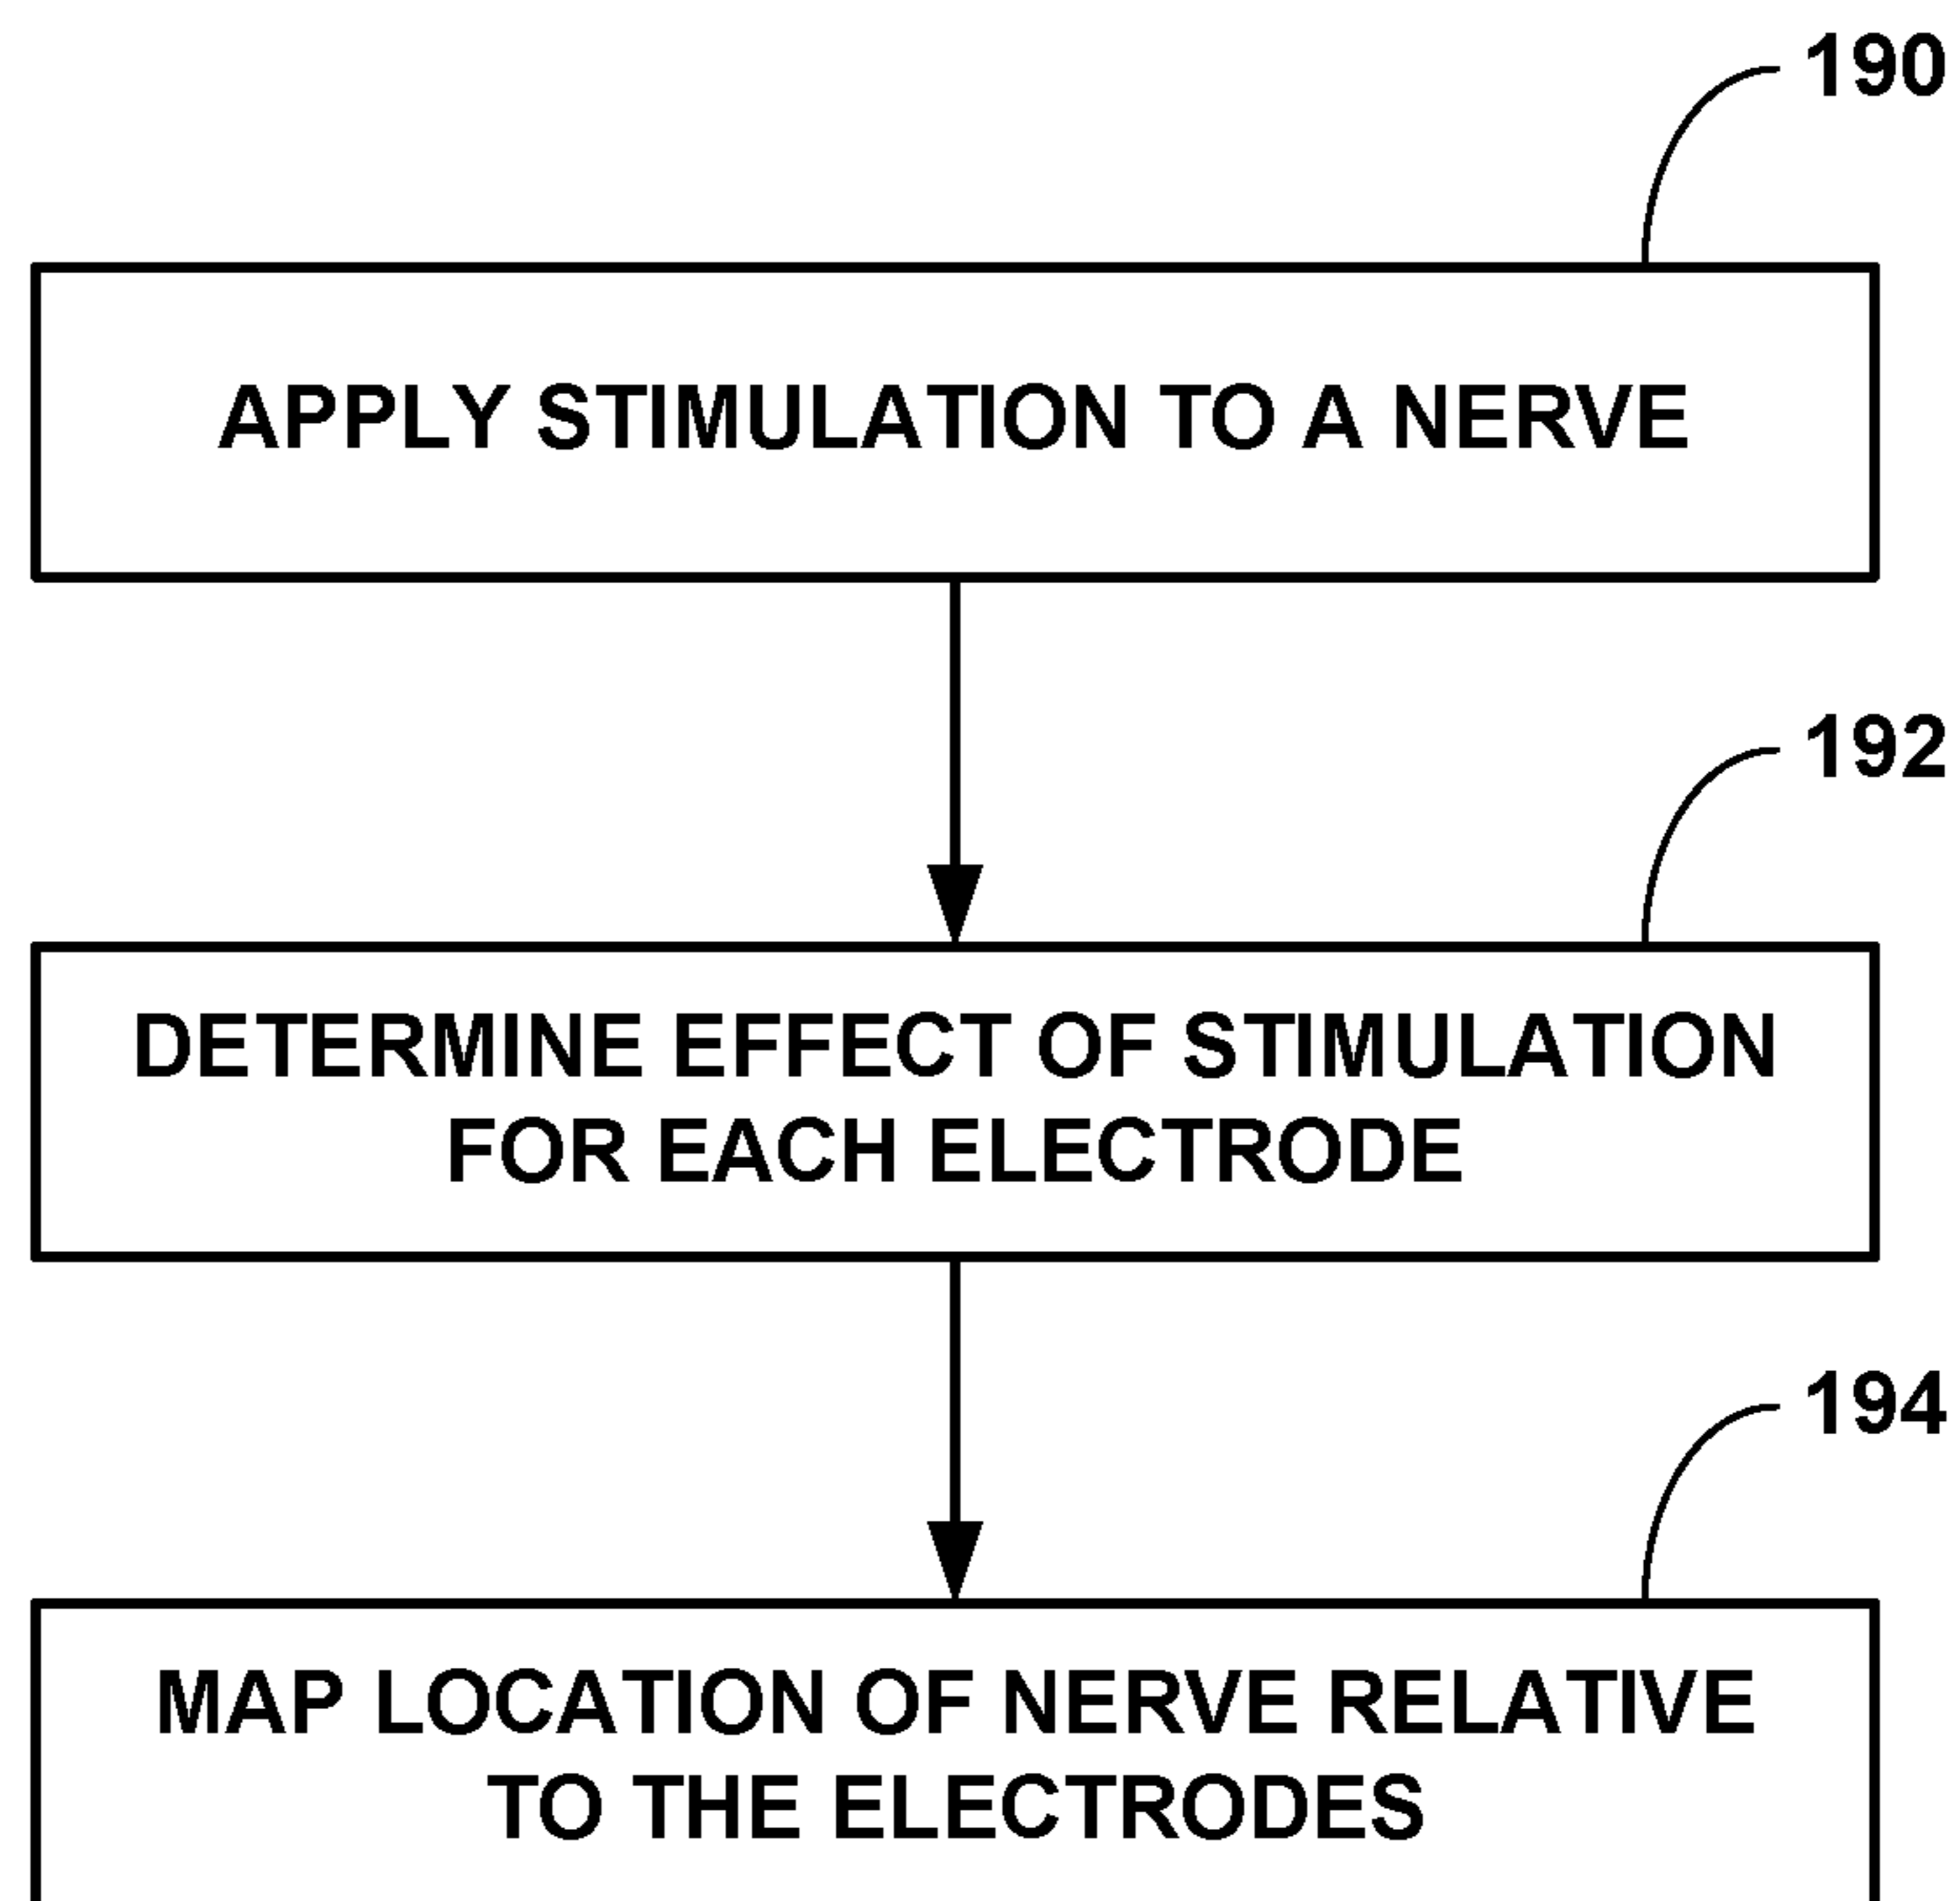 190
APPLY STIMULATION TO A NERVE
192
DETERMINE EFFECT OF STIMULATION
FOR EACH ELECTRODE
194
MAP LOCATION OF NERVE RELATIVE
TO THE ELECTRODES